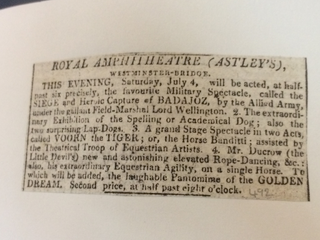 ROYAL AMPHITHEATRE (ASTLEY'S),
WESTMINSTER-BRIDGE.
THIS EVENING, Saturday, July 4, will be acted, at half-
past six precisely, the favourite Military Spectacle, called the
SIEGE and Heroic Capture of BADAJOZ, by the Allied Army,
under the gallant Field-Marshal Lord Wellington. 2. The extraordi-
nary Exhibition of the Spelling or Academical Dog; also the
two surprising Lap-Dogs. 3. A grand Stage Spectacle in two Acts,
called YOORN the TIGER; or, the Horse Banditti; assisted by
the Theatrical Troop of Equestrian Artists. 4. Mr. Ducrow (the
Little Devil's) new and astonishing elevated Rope-Dancing, &c.;
also, his extraordinary Equestrian Agility, on a single Horse. To
which will be added, the laughable Pantomime of the GOLDEN
DREAM. Second price, at half past eight o'clock.